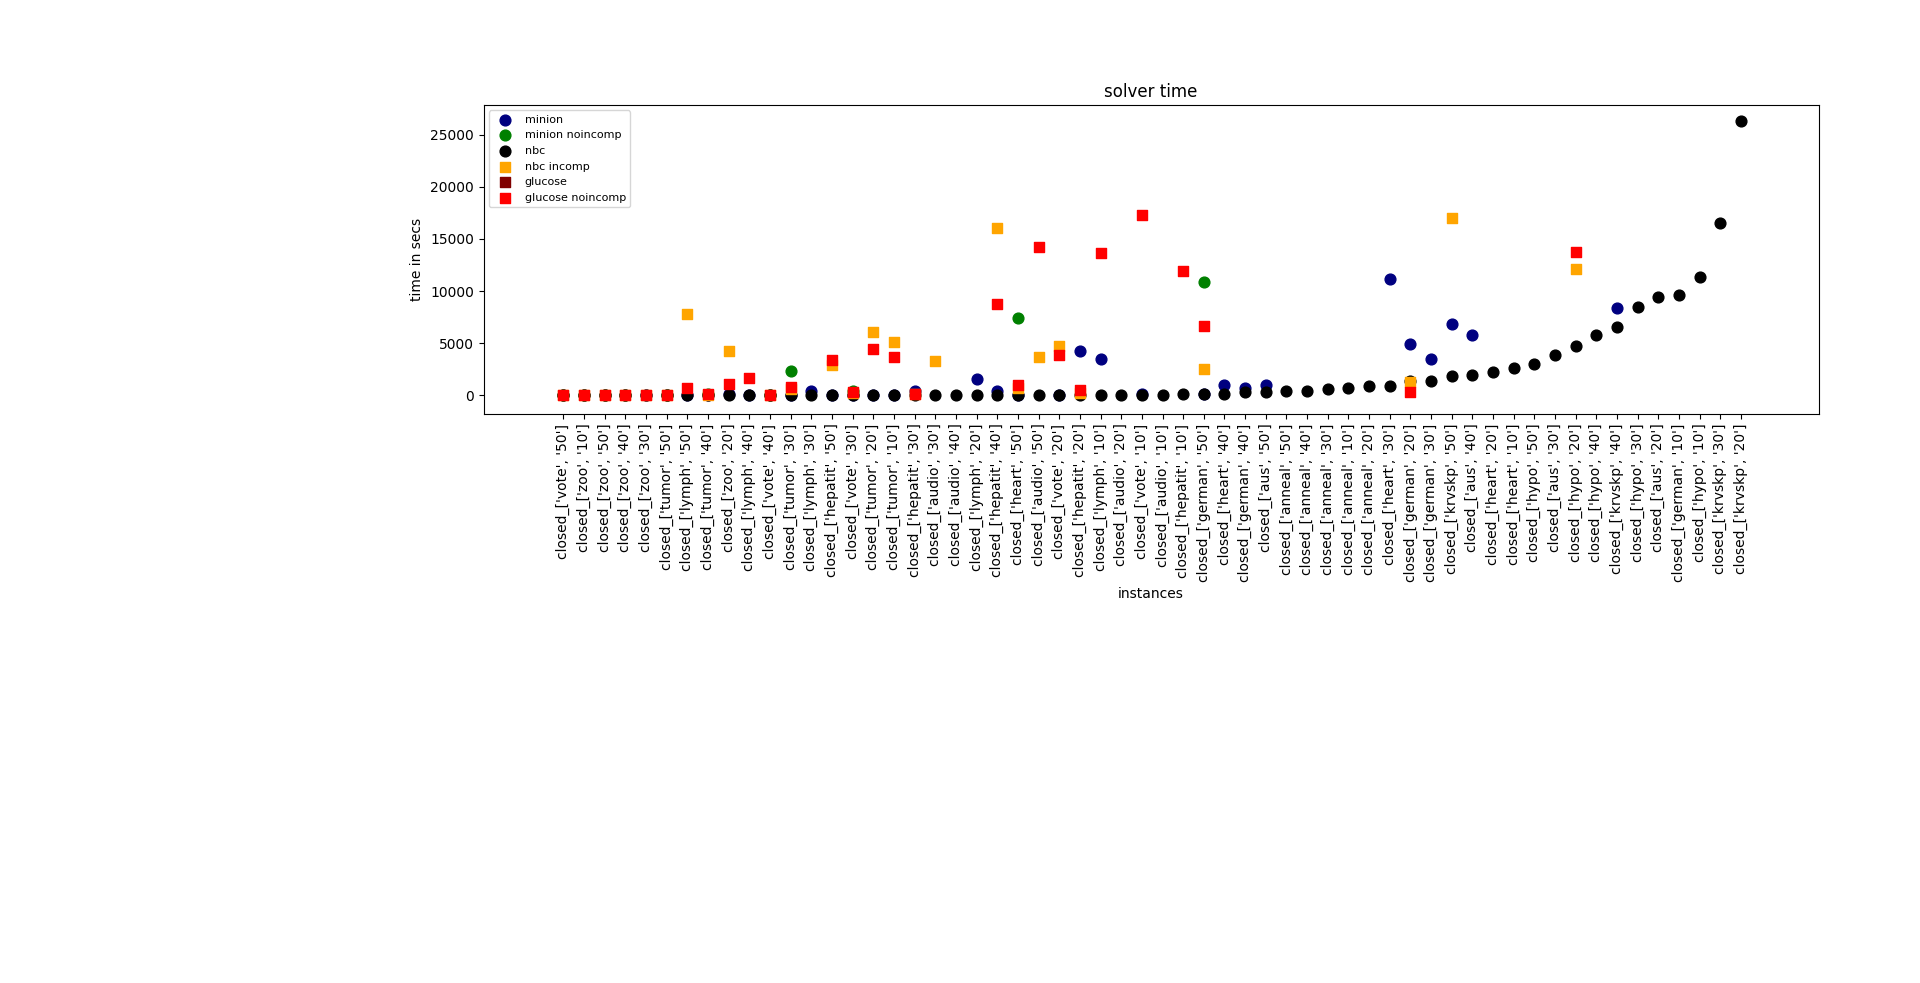 solver time
minion
minion noincomp
nbc
nbc incomp
glucose
glucose noincomp
25000
20000
15000
10000
5000
0
time in secs
closed_['vote', '50']
closed_['zoo', '10']
closed_['zoo', '50']
closed_['zoo', '40']
closed_['zoo', '30']
closed_['tumor', '50']
closed_['lymph', '50']
closed_['tumor', '40']
closed_['zoo', '20']
closed_['lymph', '40']
closed_['vote', '40']
closed_['tumor', '30']
closed_['lymph', '30']
closed_['hepatit', '50']
closed_['vote', '30']
closed_['tumor', '20']
closed_['tumor', '10']
closed_['hepatit', '30']
closed_['audio', '30']
closed_['audio', '40']
closed_['lymph', '20']
closed_['hepatit', '40']
closed_['heart', '50']
closed_['audio', '50']
closed_['vote', '20']
closed_['hepatit', '20']
closed_['lymph', '10']
closed_['audio', '20']
closed_['vote', '10']
closed_['audio', '10']
closed_['hepatit', '10']
closed_['german', '50']
closed_['heart', '40']
closed_['german', '40']
closed_['aus', '50']
closed_['anneal', '50']
closed_['anneal', '40']
closed_['anneal', '30']
closed_['anneal', '10']
closed_['anneal', '20']
closed_['heart', '30']
closed_['german', '20']
closed_['german', '30']
closed_['krvskp', '50']
closed_['aus', '40']
closed_['heart', '20']
closed_['heart', '10']
closed_['hypo', '50']
closed_['aus', '30']
closed_['hypo', '20']
closed_['hypo', '40']
closed_['krvskp', '40']
closed_['hypo', '30']
closed_['aus', '20']
closed_['german', '10']
closed_['hypo', '10']
closed_['krvskp', '30']
closed_['krvskp', '20']
instances